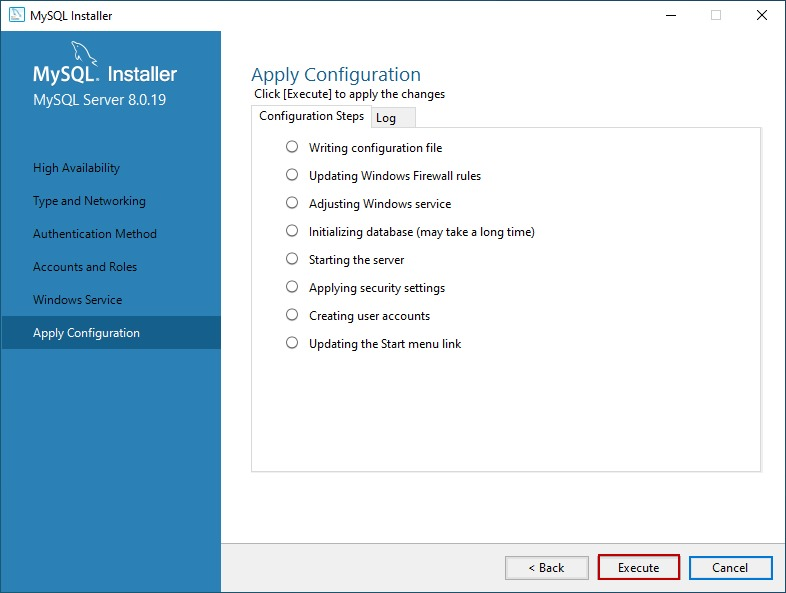 MySQL Installer
MySQL. Installer
MySQL Server 8.0.19
High Availability
Type and Networking
Authentication Method
Accounts and Roles
Windows Service
Apply Configuration
Apply Configuration
Click [Execute] to apply the changes
Configuration Steps
Log
Writing configuration file
Updating Windows Firewall rules
Adjusting Windows service
Initializing database (may take a long time)
Starting the server
Applying security settings
Creating user accounts
Updating the Start menu link
< Back
Execute
Cancel